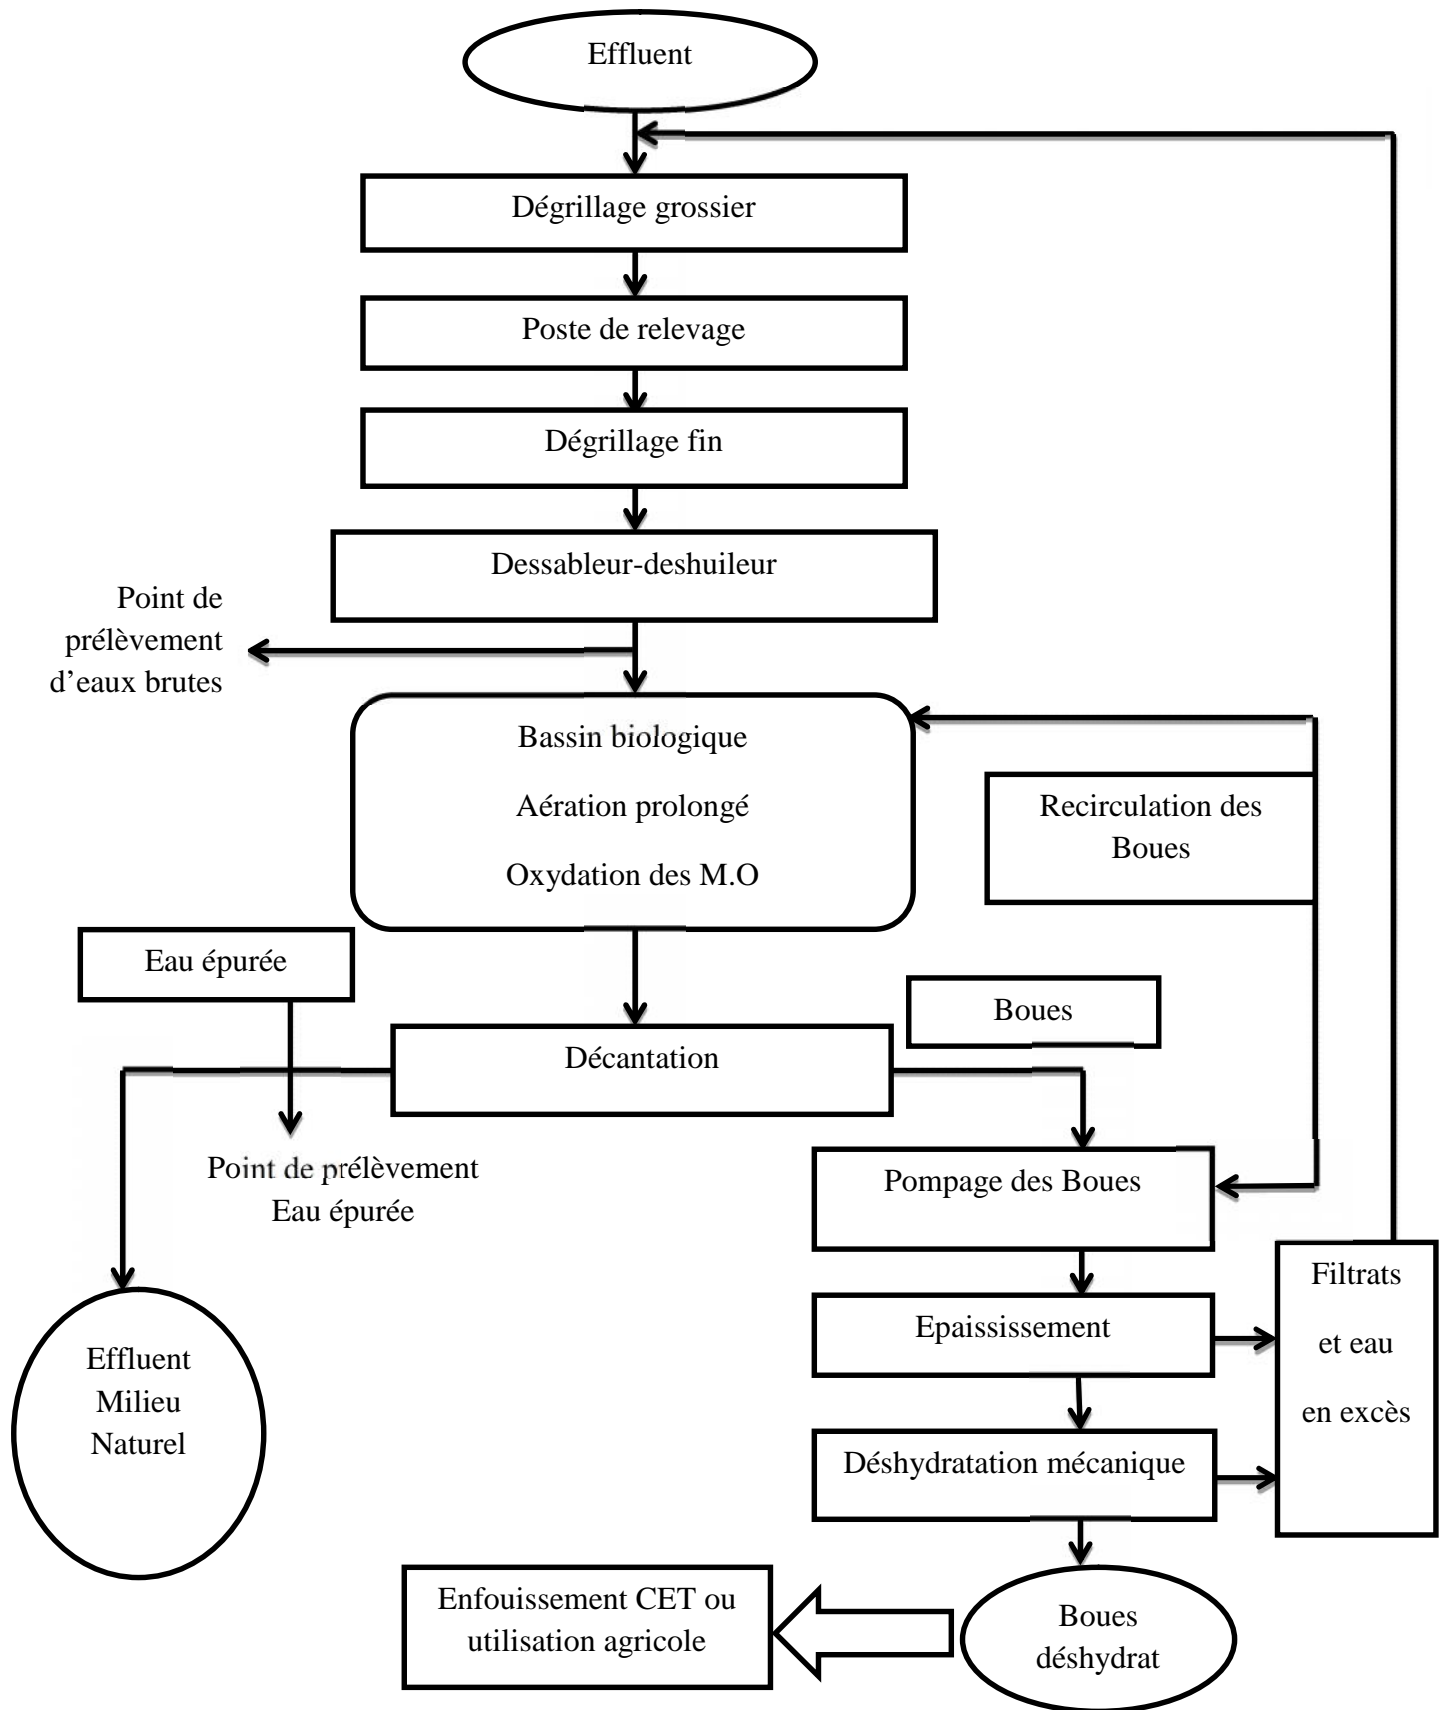 Effluent
Dégrillage grossier
Poste de relevage
Dégrillage fin
Dessableur-deshuileur
Point de
prélèvement
d'eaux brutes
Bassin biologique
Aération prolongé
Oxydation des M.O
Recirculation des
Boues
Eau épurée
Boues
Décantation
Point de prélèvement
Eau épurée
Pompage des Boues
Effluent
Milieu
Naturel
Epaississement
Filtrats
et eau
en excès
Déshydratation mécanique
Enfouissement CET ou
utilisation agricole
Boues
déshydrat